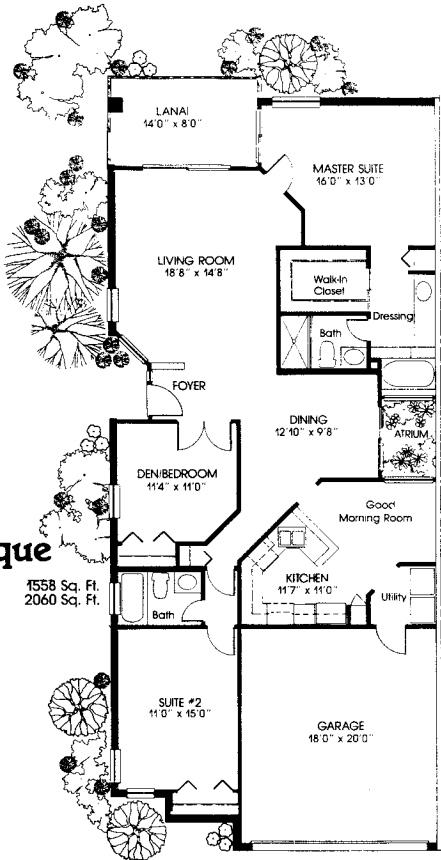 LANAI
14'0" x 8'0"
MASTER SUITE
16'0" x 13'0"
LIVING ROOM
18'8" x 14'8"
Walk-In
Closet
Dressing
Bath
FOYER
DINING
12'10" x 9'8"
ATRIUM
DEN/BEDROOM
11'4" x 11'0"
Good
Morning Room
que
1558 Sq. Ft.
2060 Sq. Ft.
KITCHEN
11'7" x 11'0"
Utility
Bath
SUITE #2
11'0" x 15'0"
GARAGE
18'0" x 20'0"